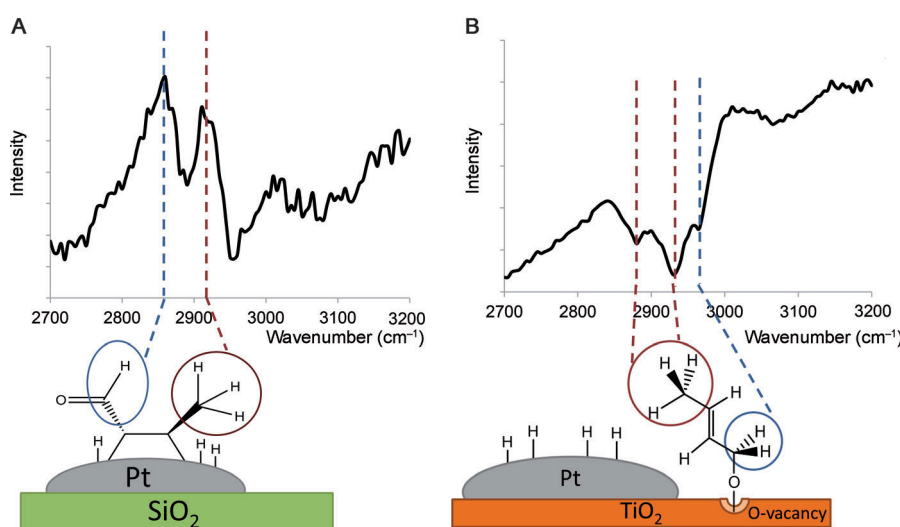 A
Intensity
2700 2800 2900 3000 3100 3200
Wavenumber (cm⁻¹)
H
O
H
H
H
H
H H
Pt
SiO₂
B
Intensity
2700 2800 2900 3000 3100 3200
Wavenumber (cm⁻¹)
H H
H H
H H H H
H H
H
O
Pt
TiO₂ O-vacancy